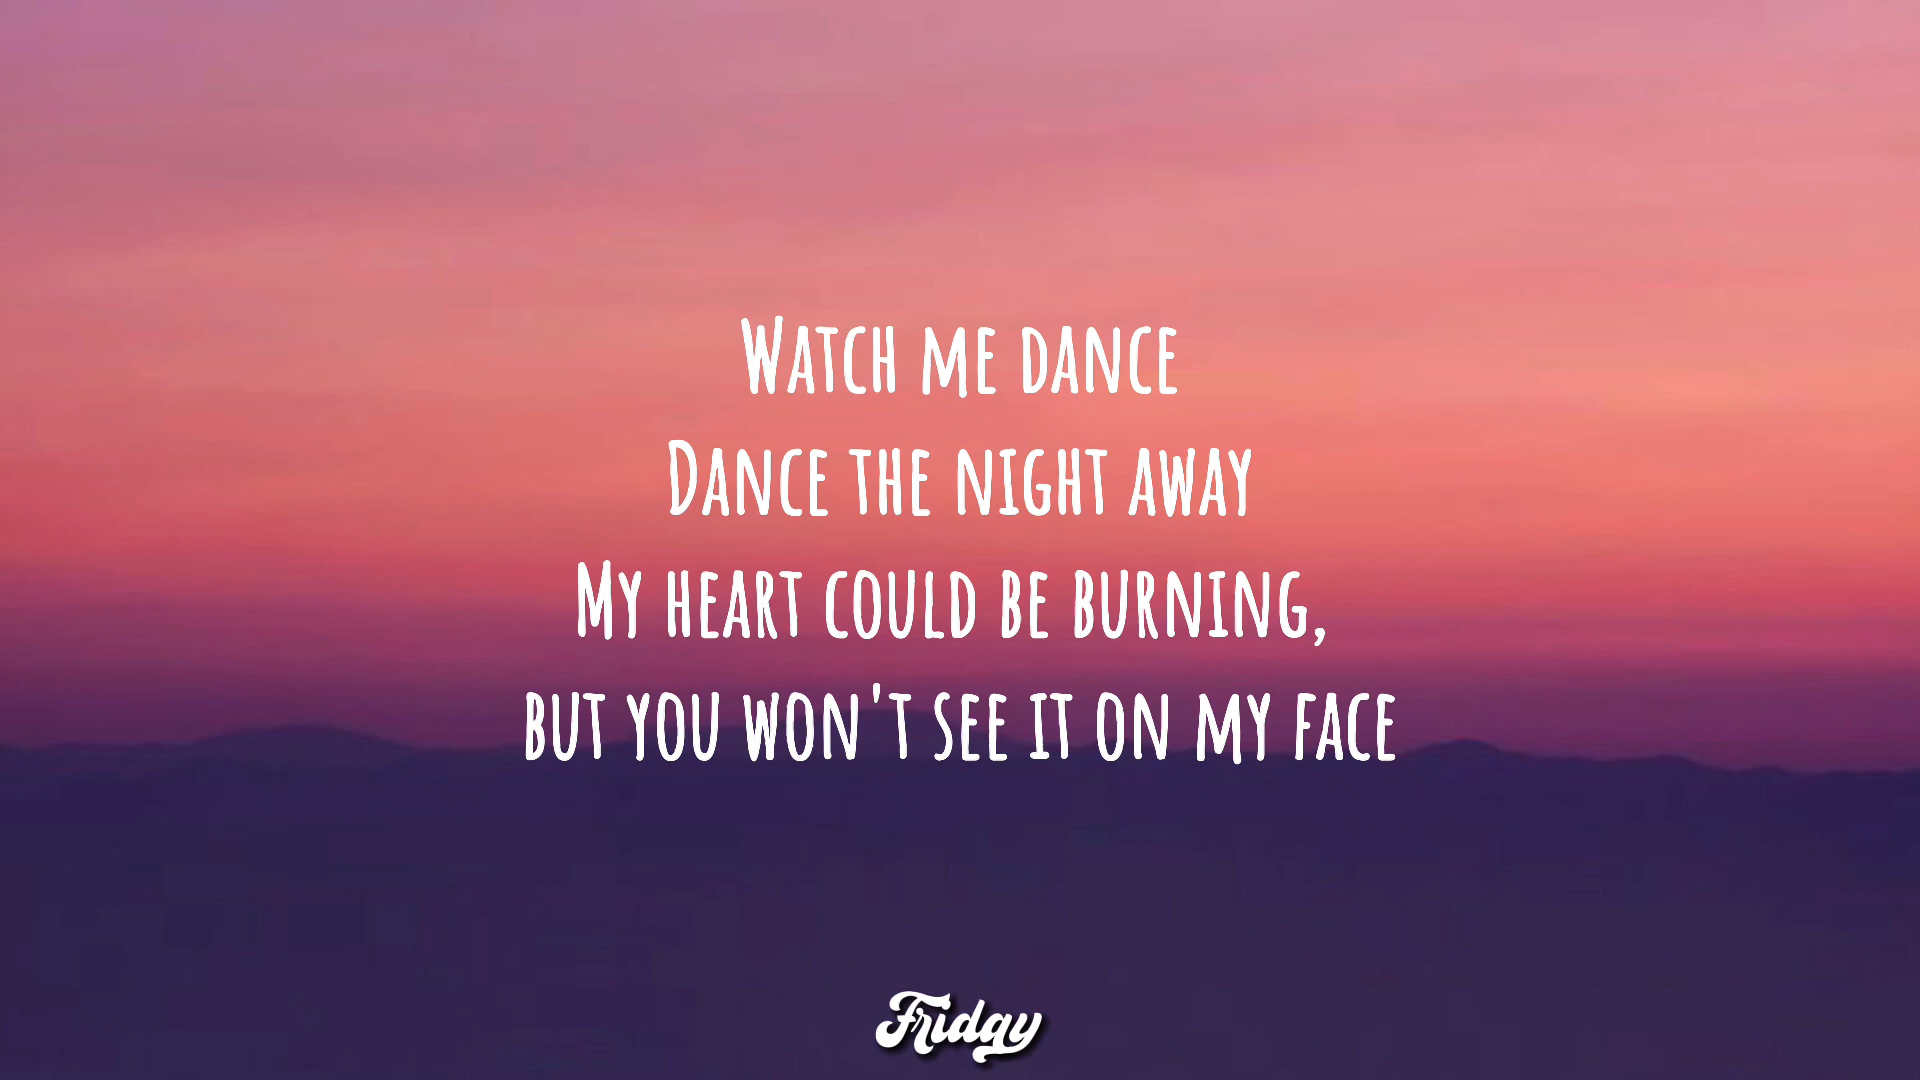 Watch me dance
Dance the night away
My heart could be burning,
but you won't see it on my face
Friday